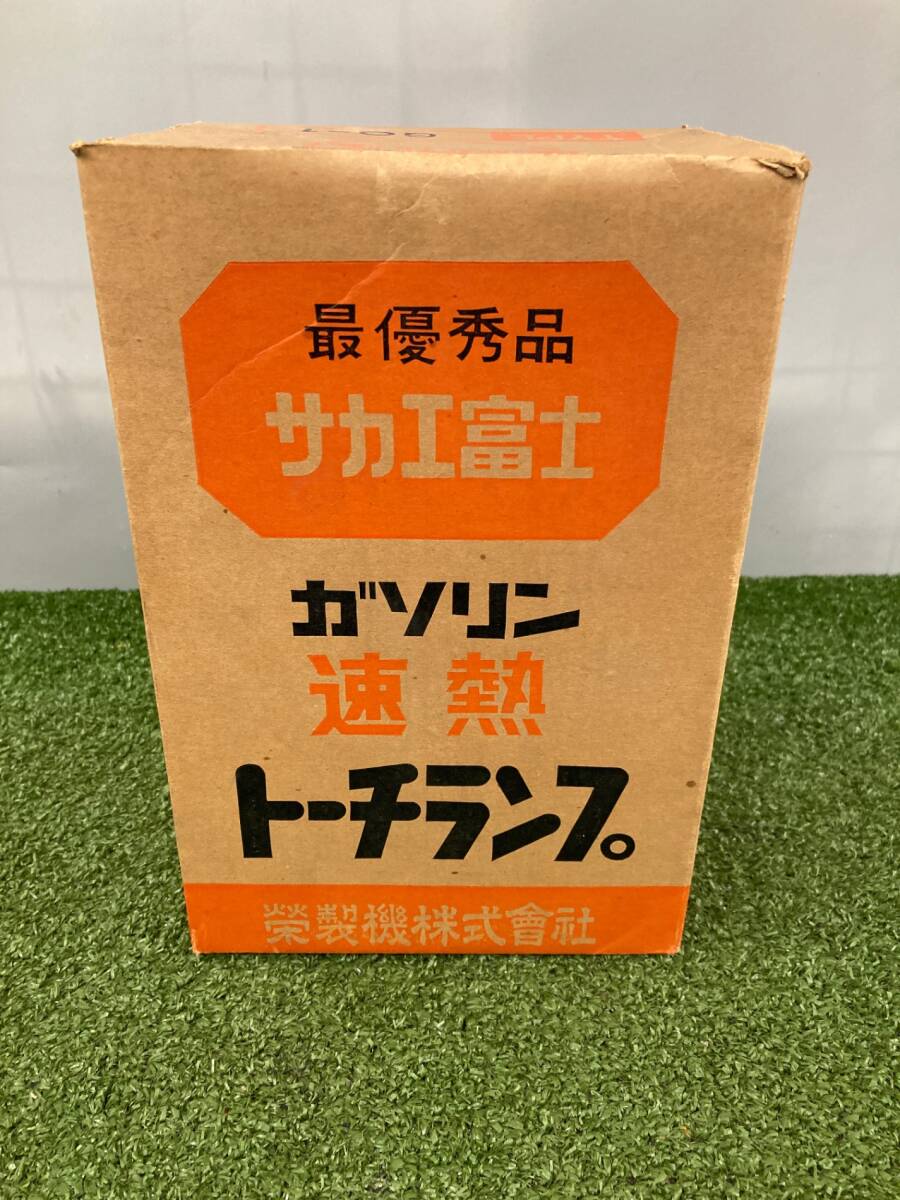 最優秀品
サカエ富士
ガソリン
速熱
トーチランプ
榮製機株式會社